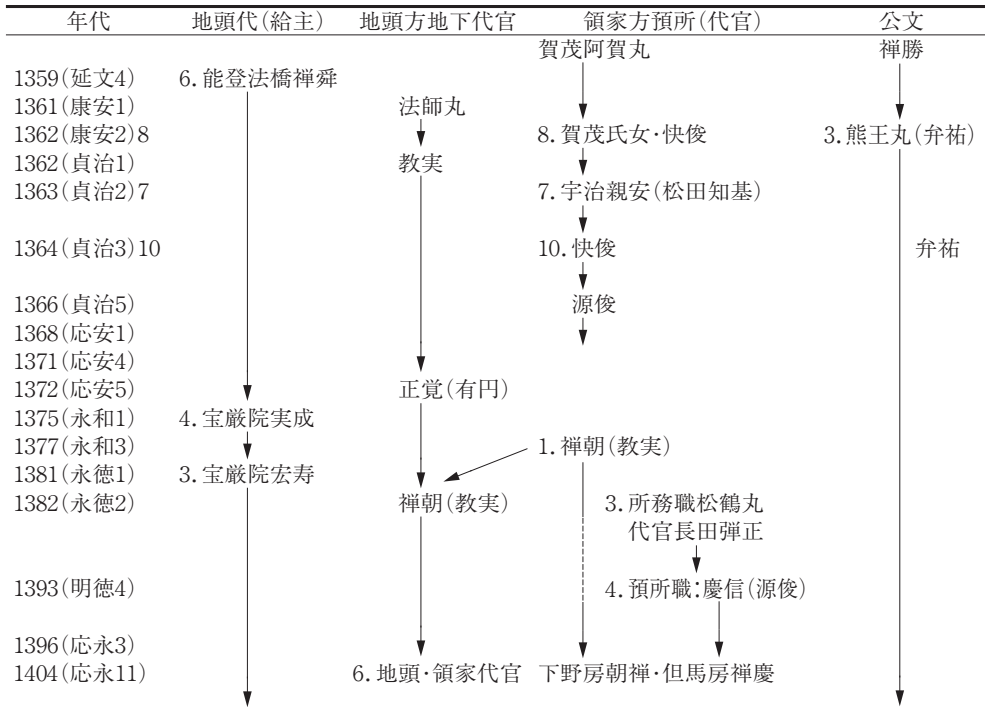 年代 地頭代(給主) 地頭方地下代官 領家方預所(代官) 公文
賀茂阿賀丸 禅勝
1359(延文4) 6.能登法橋禅舜
1361(康安1) 法師丸
1362(康安2)8 8.賀茂氏女・快俊 3.熊王丸(弁祐)
1362(貞治1) 教実
1363(貞治2)7 7.宇治親安(松田知基)
1364(貞治3)10 10.快俊 弁祐
1366(貞治5) 源俊
1368(応安1)
1371(応安4)
1372(応安5) 正覚(有円)
1375(永和1) 4.宝厳院実成
1377(永和3) 1.禅朝(教実)
1381(永徳1) 3.宝厳院宏寿
1382(永徳2) 禅朝(教実) 3.所務職松鶴丸
代官長田弾正
1393(明徳4) 4.預所職:慶信(源俊)
1396(応永3)
1404(応永11) 6.地頭・領家代官 下野房朝禅・但馬房禅慶